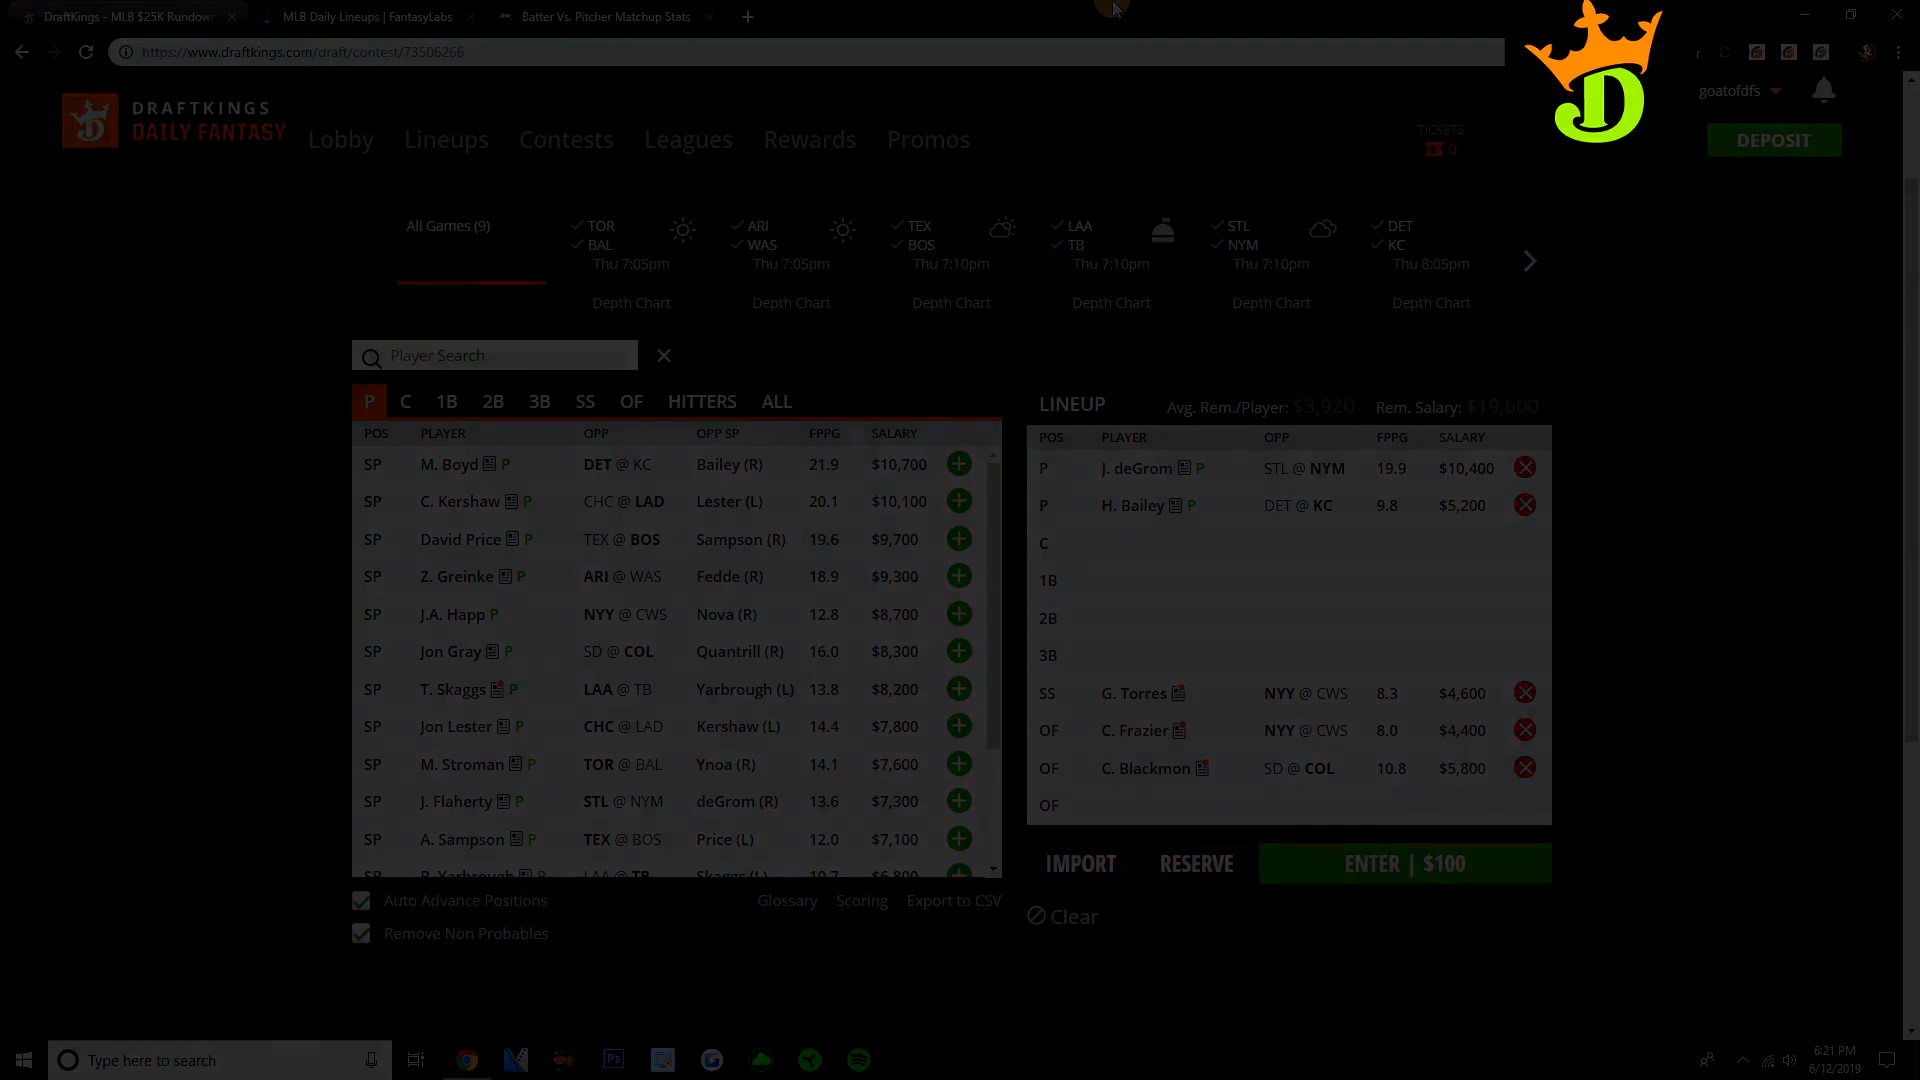 DraftKings - MLB $25K Rundown
MLB Daily Lineups | FantasyLabs
Batter Vs. Pitcher Matchup Stats
https://www.draftkings.com/draft/contest/73506266
DRAFTKINGS
DAILY FANTASY
Lobby Lineups Contests Leagues Rewards Promos
TICKETS
0
goatofdfs
DEPOSIT
D
All Games (9)
TOR BAL Thu 7:05pm Depth Chart
ARI WAS Thu 7:05pm Depth Chart
TEX BOS Thu 7:10pm Depth Chart
LAA TB Thu 7:10pm Depth Chart
STL NYM Thu 7:10pm Depth Chart
DET KC Thu 8:05pm Depth Chart
Player Search
P C 1B 2B 3B SS OF HITTERS ALL
POS PLAYER OPP OPP SP FPPG SALARY
SP M. Boyd P DET @ KC Bailey (R) 21.9 $10,700
SP C. Kershaw P CHC @ LAD Lester (L) 20.1 $10,100
SP David Price P TEX @ BOS Sampson (R) 19.6 $9,700
SP Z. Greinke P ARI @ WAS Fedde (R) 18.9 $9,300
SP J.A. Happ P NYY @ CWS Nova (R) 12.8 $8,700
SP Jon Gray P SD @ COL Quantrill (R) 16.0 $8,300
SP T. Skaggs P LAA @ TB Yarbrough (L) 13.8 $8,200
SP Jon Lester P CHC @ LAD Kershaw (L) 14.4 $7,800
SP M. Stroman P TOR @ BAL Ynoa (R) 14.1 $7,600
SP J. Flaherty P STL @ NYM deGrom (R) 13.6 $7,300
SP A. Sampson P TEX @ BOS Price (L) 12.0 $7,100
SP R. Yarbrough P LAA @ TB Skaggs (L) 10.7 $6,800
Auto Advance Positions
Remove Non Probables
Glossary Scoring Export to CSV
LINEUP Avg. Rem./Player: $3,920 Rem. Salary: $19,600
POS PLAYER OPP FPPG SALARY
P J. deGrom P STL @ NYM 19.9 $10,400
P H. Bailey P DET @ KC 9.8 $5,200
C
1B
2B
3B
SS G. Torres NYY @ CWS 8.3 $4,600
OF C. Frazier NYY @ CWS 8.0 $4,400
OF C. Blackmon SD @ COL 10.8 $5,800
OF
IMPORT RESERVE ENTER | $100
Clear
Type here to search
Ps
6:21 PM
6/12/2019